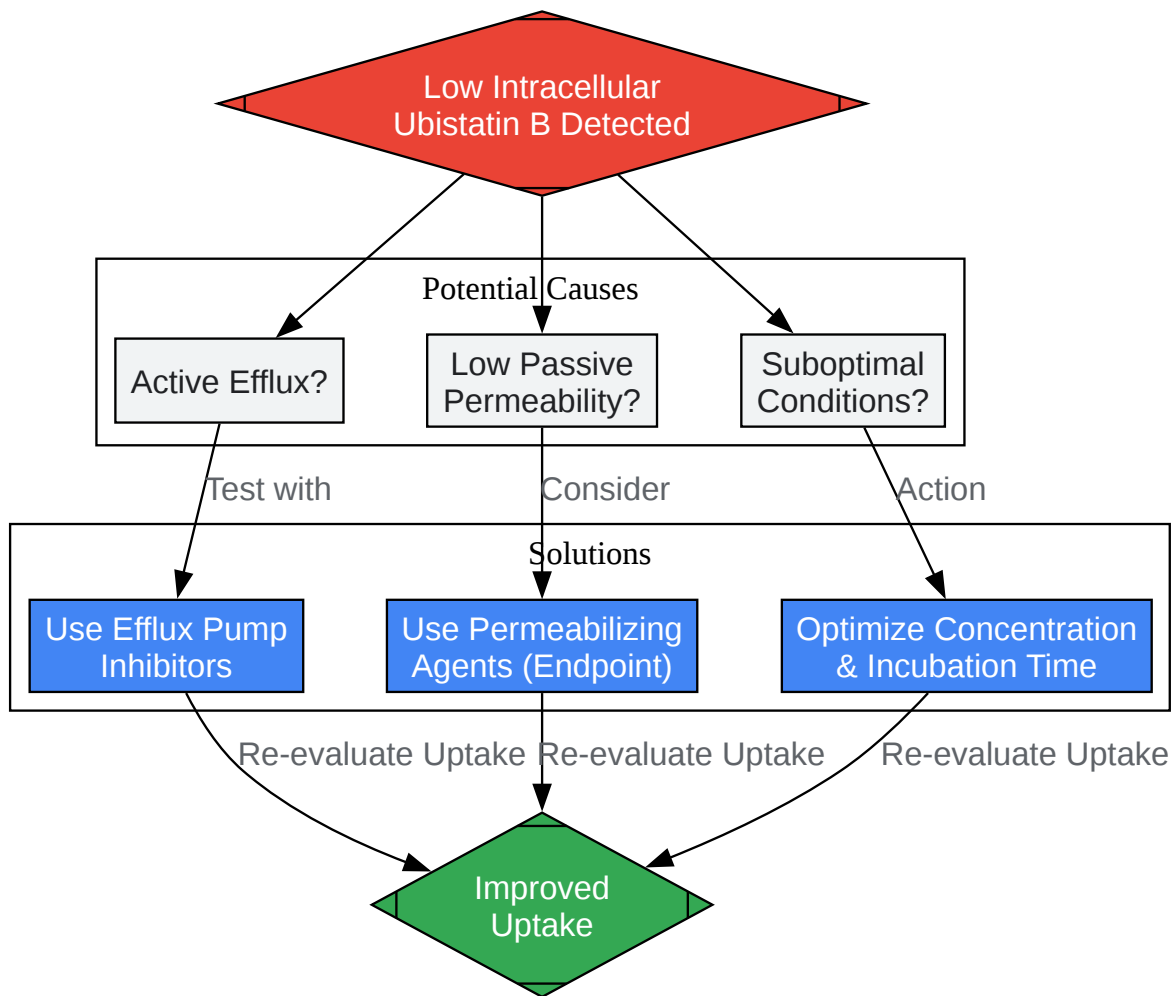 Low Intracellular
Ubistatin B Detected
Potential Causes
Active Efflux?
Low Passive
Permeability?
Suboptimal
Conditions?
Test with
Consider
Action
Solutions
Use Efflux Pump
Inhibitors
Use Permeabilizing
Agents (Endpoint)
Optimize Concentration
& Incubation Time
Re-evaluate Uptake
Re-evaluate Uptake
Re-evaluate Uptake
Improved
Uptake